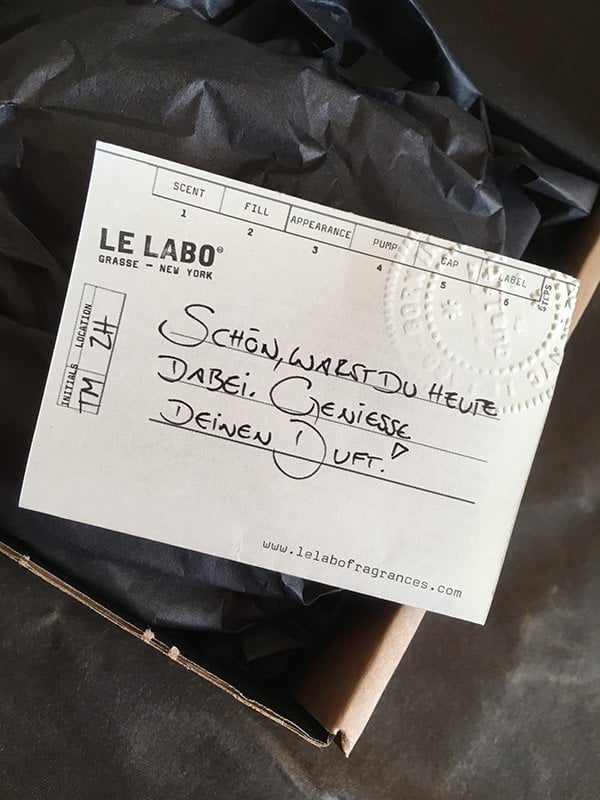 SCENT FILL APPEARANCE PUMP CAP LABEL
1 2 3 4 5 6 STEPS
LE LABO®
GRASSE – NEW YORK
INITIALS LOCATION
TM ZH
SCHÖN, WARST DU HEUTE
DABEI. GENIESSE
DEINEN DUFT!
www.lelabofragrances.com